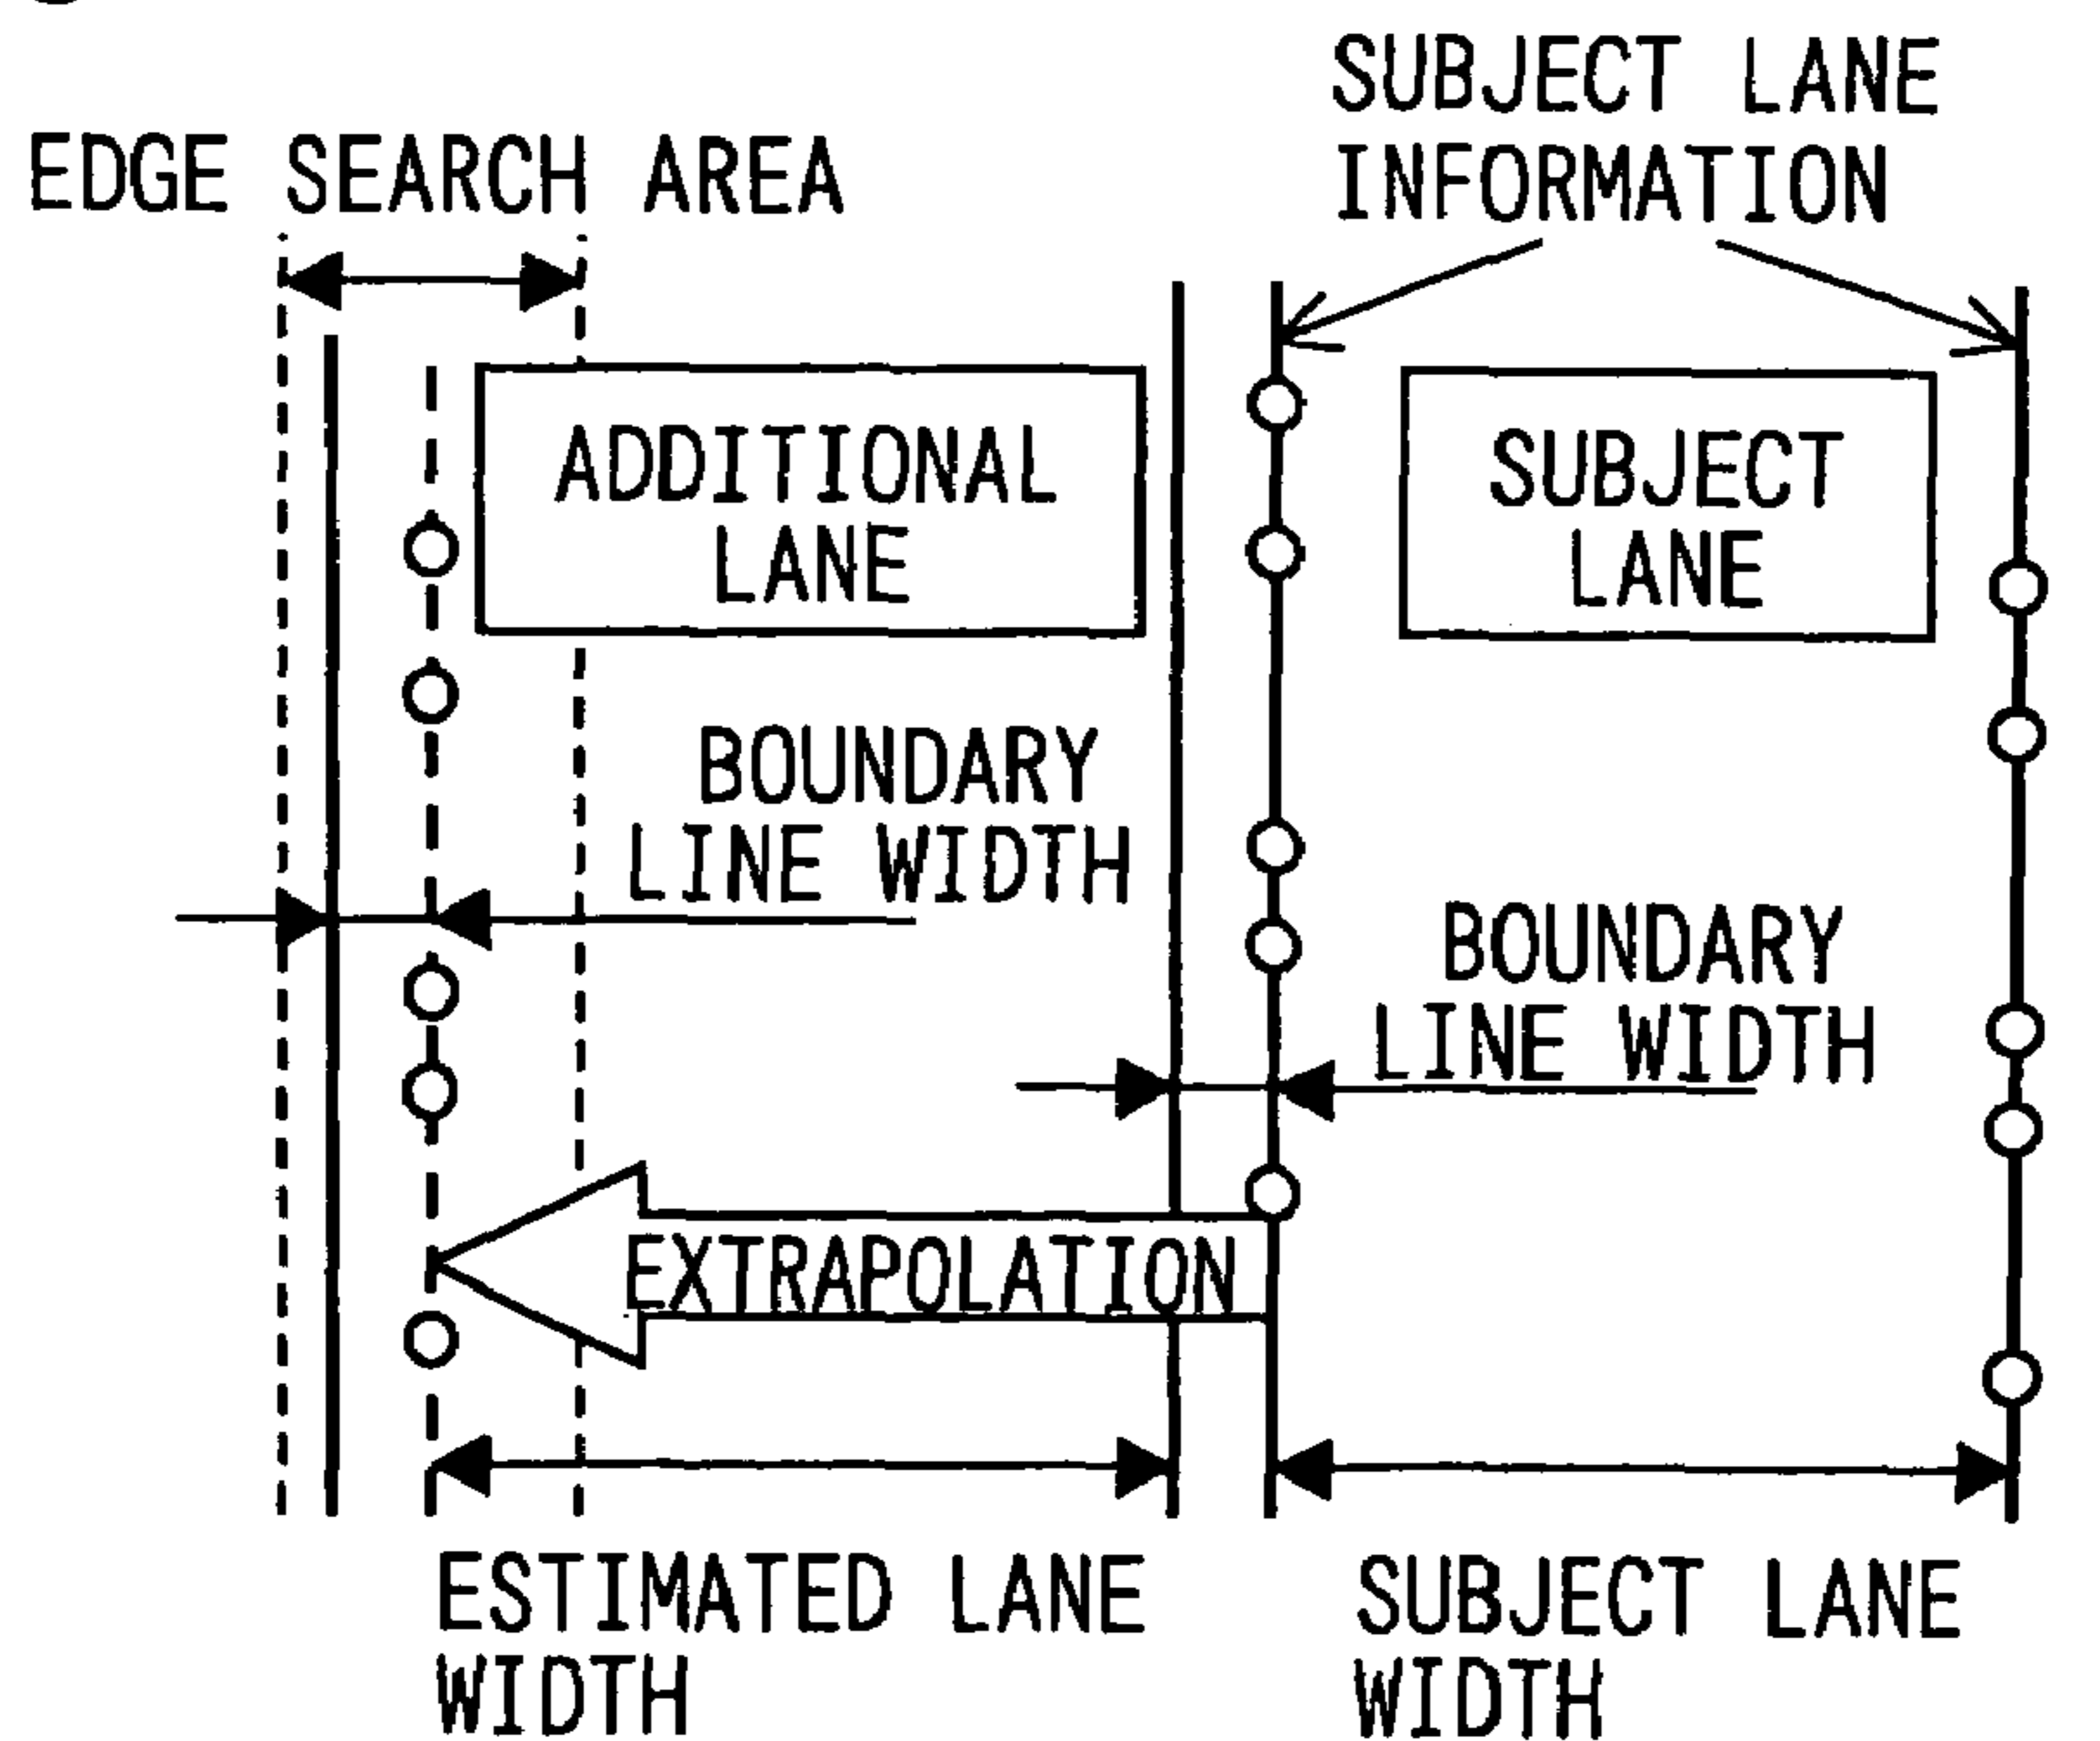 SUBJECT LANE
INFORMATION
EDGE SEARCH AREA
ADDITIONAL
LANE
SUBJECT
LANE
BOUNDARY
LINE WIDTH
BOUNDARY
LINE WIDTH
EXTRAPOLATION
ESTIMATED LANE
WIDTH
SUBJECT LANE
WIDTH